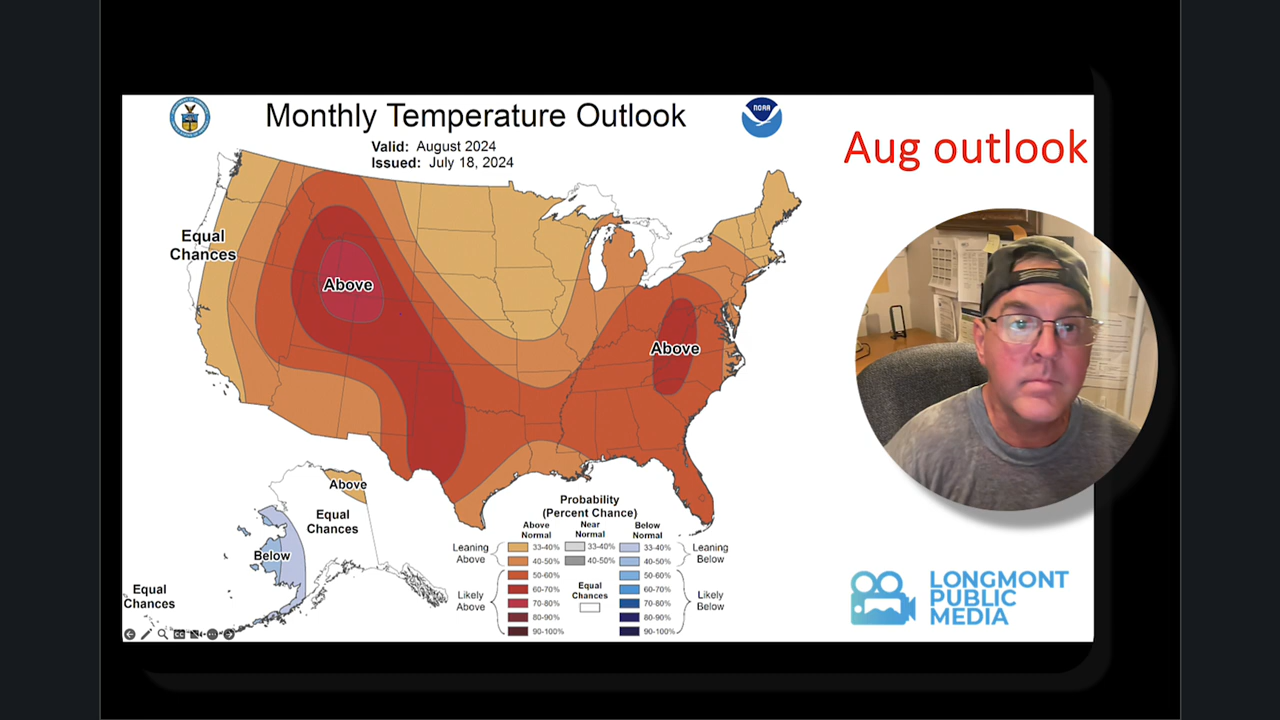 Monthly Temperature Outlook
Valid: August 2024
Issued: July 18, 2024
NOAA
Aug outlook
Equal
Chances
Above
Above
Above
Equal
Chances
Below
Equal
Chances
Probability
(Percent Chance)
Above
Normal
Near
Normal
Below
Normal
Leaning
Above
33-40%
40-50%
33-40%
40-50%
33-40%
40-50%
Leaning
Below
Likely
Above
50-60%
60-70%
70-80%
80-90%
90-100%
Equal
Chances
50-60%
60-70%
70-80%
80-90%
90-100%
Likely
Below
LONGMONT
PUBLIC
MEDIA